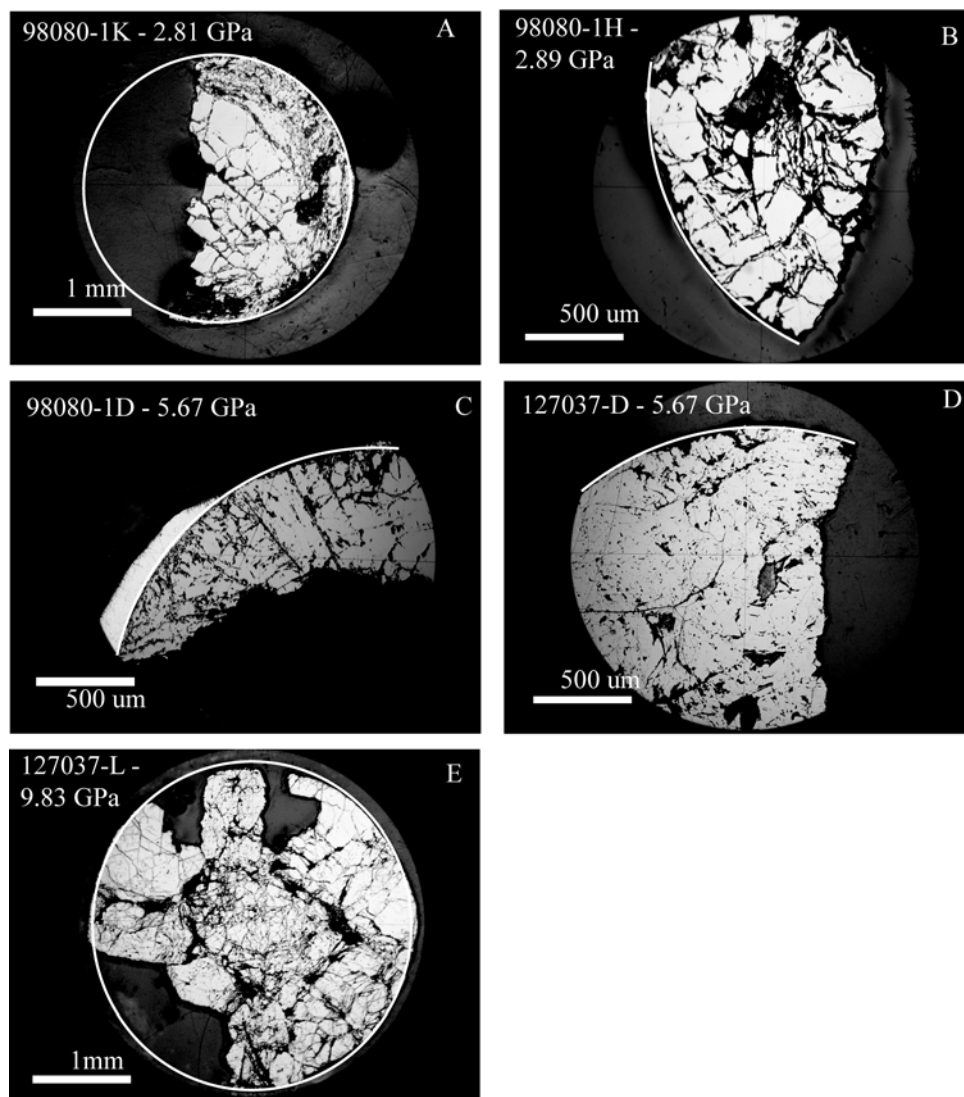 98080-1K - 2.81 GPa
A
1 mm
98080-1H -
2.89 GPa
B
500 um
98080-1D - 5.67 GPa
C
500 um
127037-D - 5.67 GPa
D
500 um
127037-L -
9.83 GPa
E
1mm